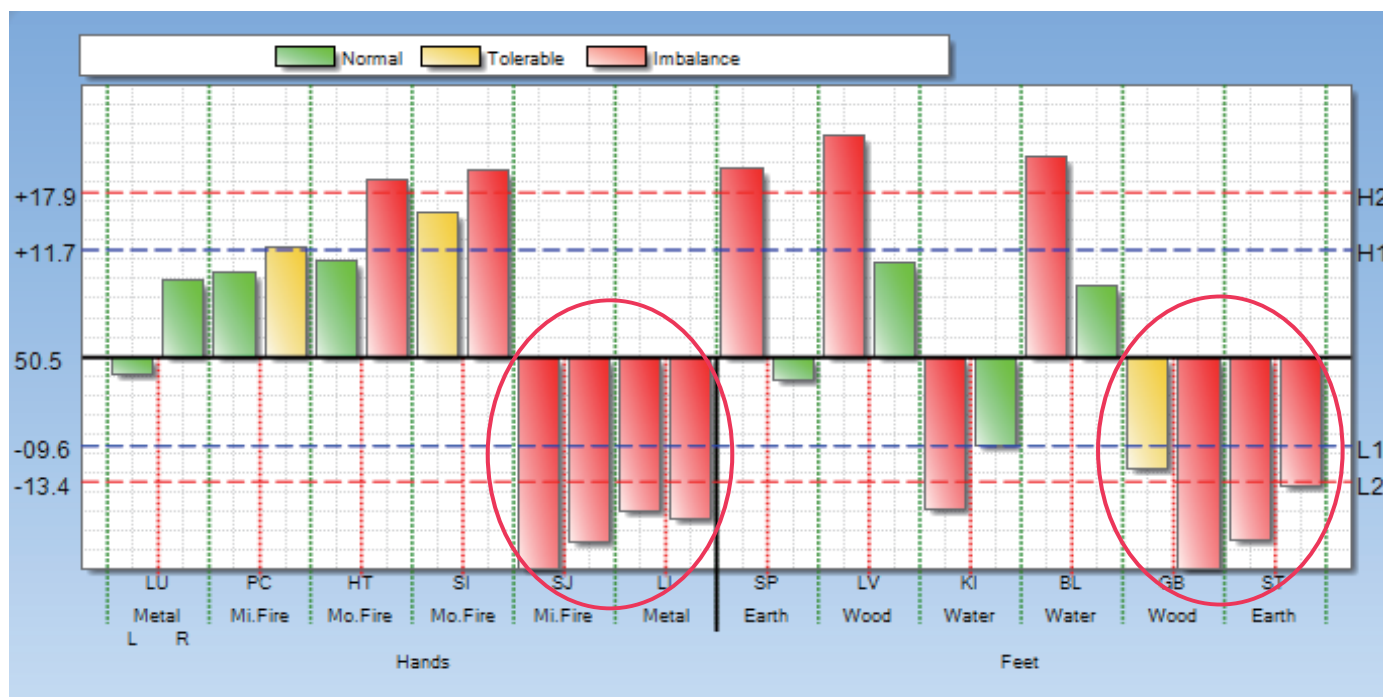 Normal Tolerable Imbalance
+17.9 H2
+11.7 H1
50.5
-09.6 L1
-13.4 L2
LU PC HT SI SJ LI SP LV KI BL GB ST
Metal Mi.Fire Mo.Fire Mo.Fire Mi.Fire Metal Earth Wood Water Water Wood Earth
L R
Hands Feet